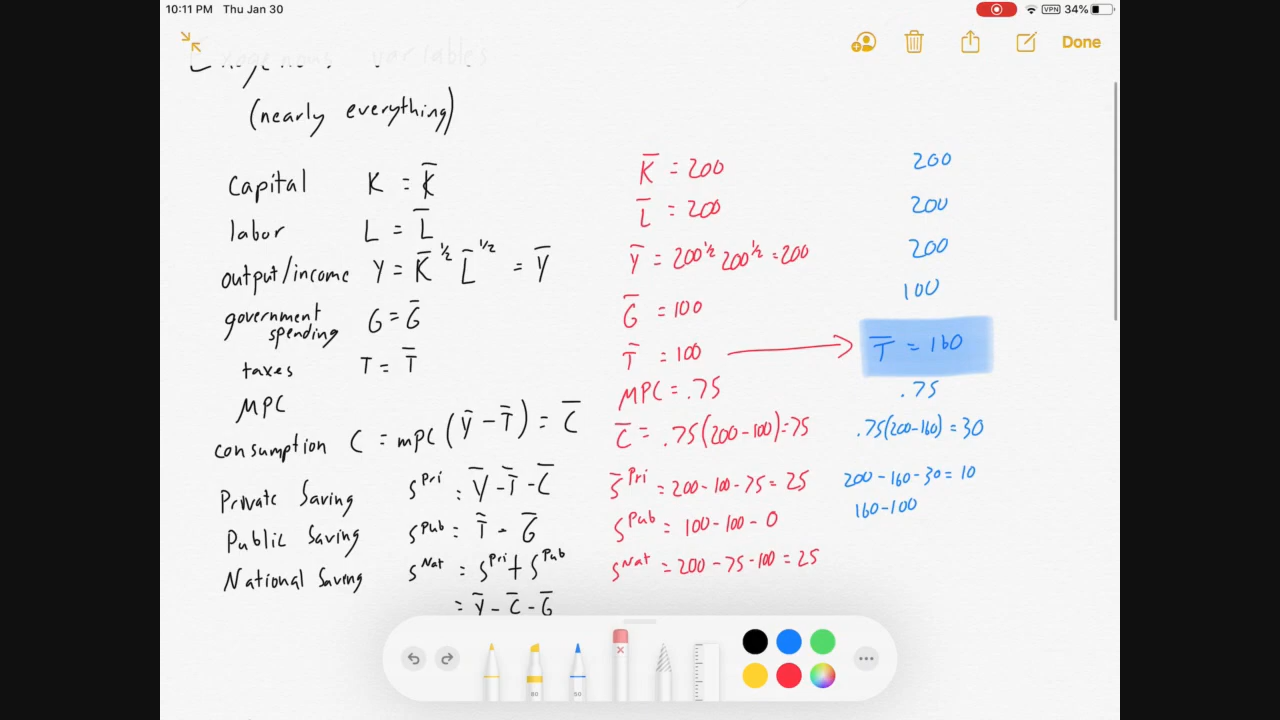 10:11 PM Thu Jan 30
VPN 34%
Done
variables
(nearly everything)
Capital K = K̄ K̄ = 200 200
labor L = L̄ L̄ = 200 200
output/income Y = K̄^1/2 L̄^1/2 = Ȳ Ȳ = 200^1/2 200^1/2 = 200 200
government spending G = Ḡ Ḡ = 100 100
taxes T = T̄ T̄ = 100 T̄ = 160
MPC MPC = .75 .75
consumption C = mpc(Ȳ - T̄) = C̄ C̄ = .75(200-100)=75 .75(200-160) = 30
Private Saving S^Pri = Ȳ - T̄ - C̄ S̄^Pri = 200 - 100 - 75 = 25 200 - 160 - 30 = 10
Public Saving S^Pub = T̄ - Ḡ S^Pub = 100 - 100 - 0 160 - 100
National Saving S^Nat = S^Pri + S^Pub S^Nat = 200 - 75 - 100 = 25
= Ȳ - C̄ - Ḡ
80
50